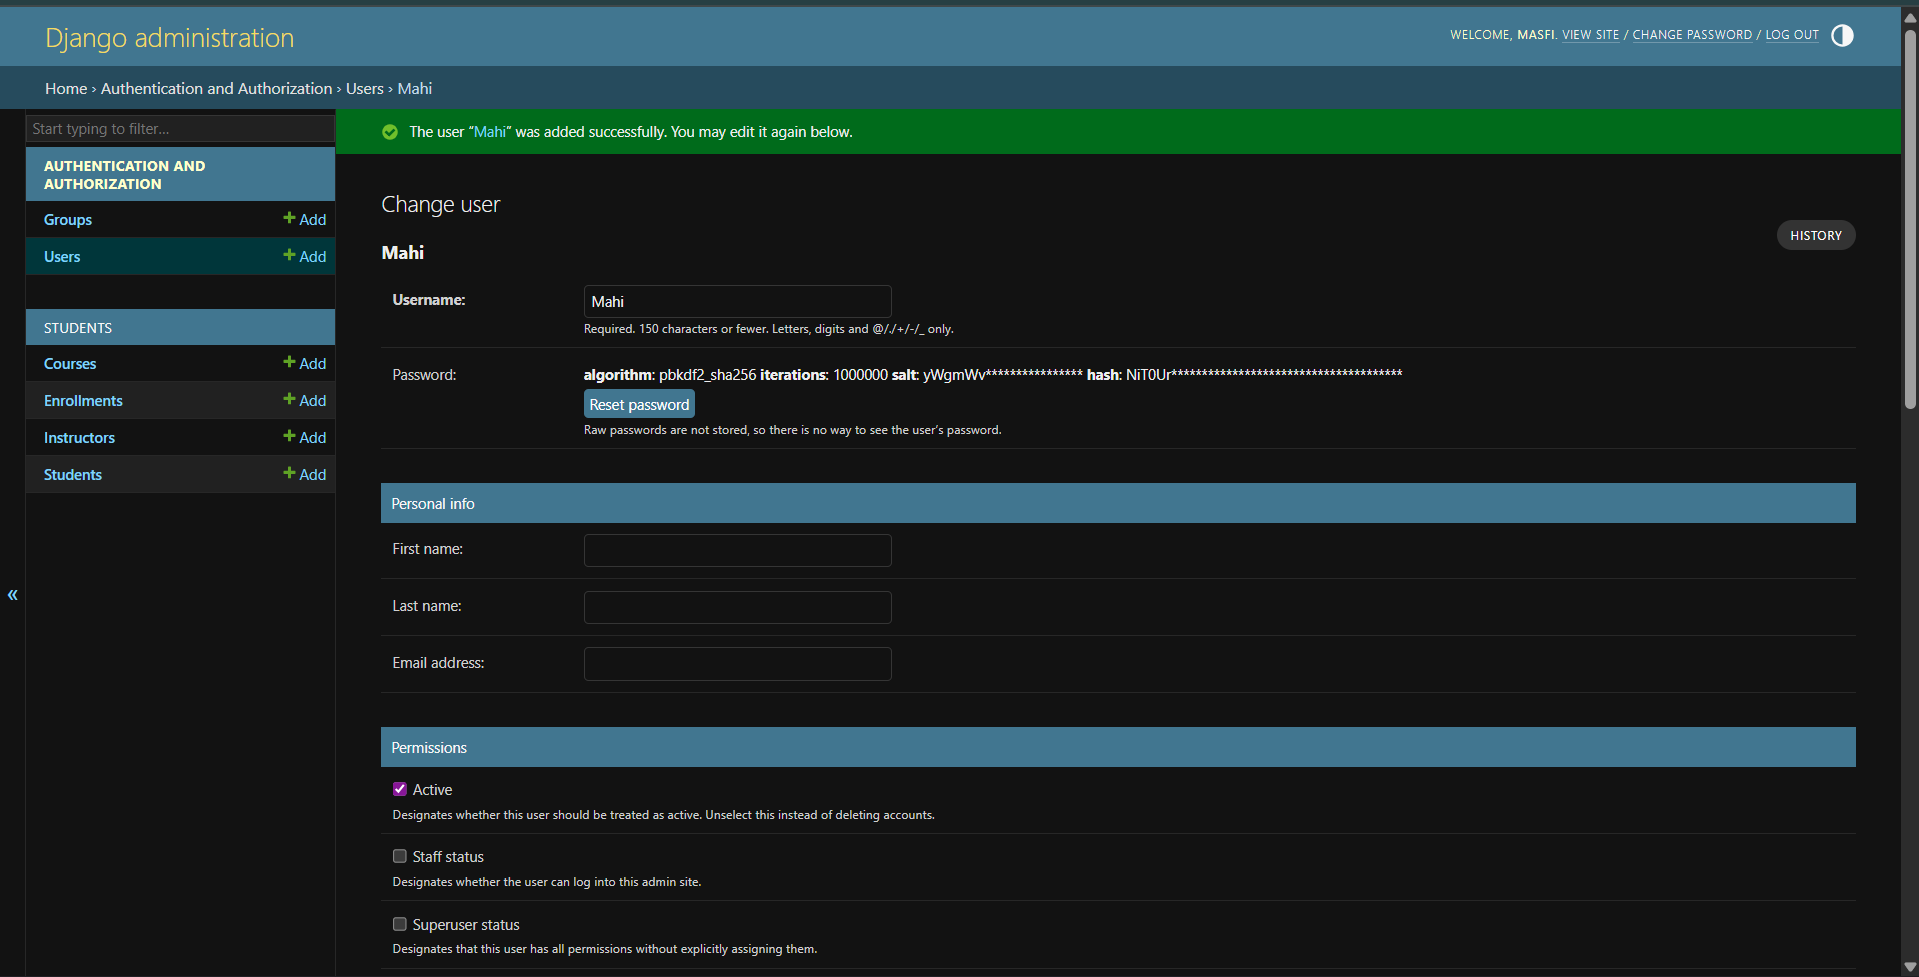 Django administration
WELCOME, MASFI. VIEW SITE / CHANGE PASSWORD / LOG OUT
Home › Authentication and Authorization › Users › Mahi
Start typing to filter...
AUTHENTICATION AND
AUTHORIZATION
Groups + Add
Users + Add
STUDENTS
Courses + Add
Enrollments + Add
Instructors + Add
Students + Add
«
The user “Mahi” was added successfully. You may edit it again below.
Change user
HISTORY
Mahi
Username: Mahi
Required. 150 characters or fewer. Letters, digits and @/./+/-/_ only.
Password: algorithm: pbkdf2_sha256 iterations: 1000000 salt: yWgmWv**************** hash: NiT0Ur**************************************
Reset password
Raw passwords are not stored, so there is no way to see the user’s password.
Personal info
First name:
Last name:
Email address:
Permissions
Active
Designates whether this user should be treated as active. Unselect this instead of deleting accounts.
Staff status
Designates whether the user can log into this admin site.
Superuser status
Designates that this user has all permissions without explicitly assigning them.